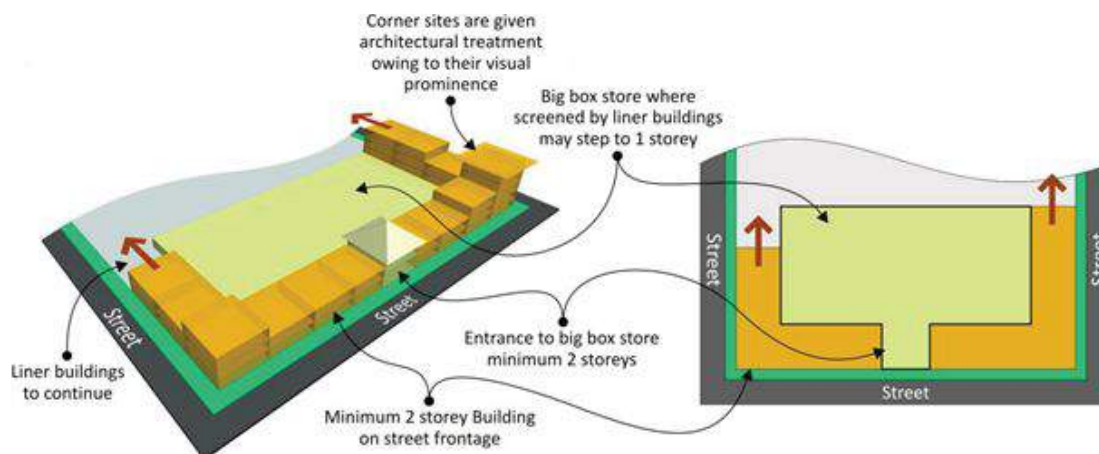 Corner sites are given
architectural treatment
owing to their visual
prominence
Big box store where
screened by liner buildings
may step to 1 storey
Street
Street
Street
Street
Liner buildings
to continue
Entrance to big box store
minimum 2 storeys
Minimum 2 storey Building
on street frontage
Street